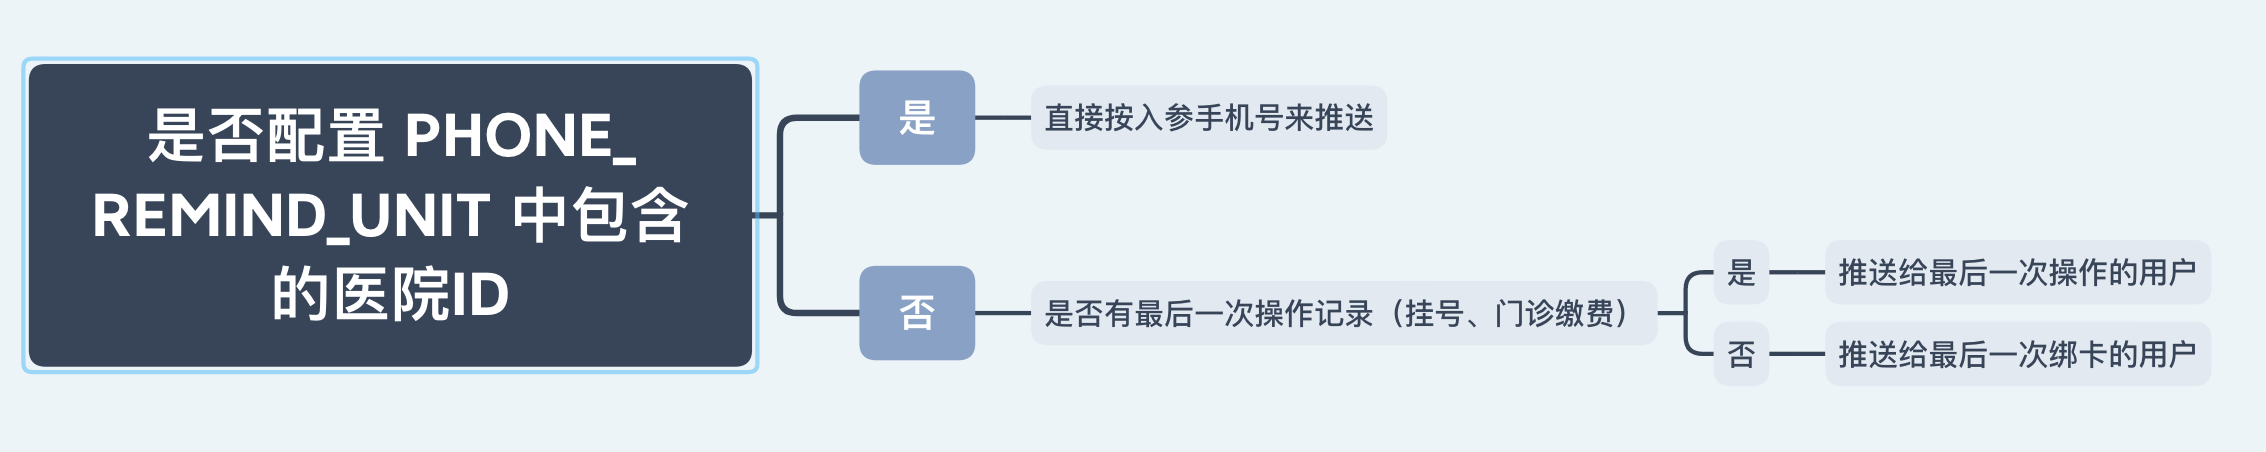 是否配置 PHONE_
REMIND_UNIT 中包含
的医院ID
是
直接按入参手机号来推送
否
是否有最后一次操作记录（挂号、门诊缴费）
是
推送给最后一次操作的用户
否
推送给最后一次绑卡的用户